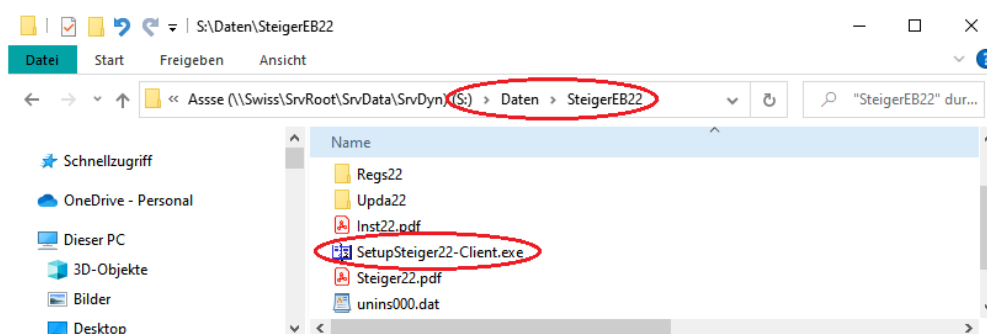 S:\Daten\SteigerEB22
Datei Start Freigeben Ansicht
« Assse (\\Swiss\SrvRoot\SrvData\SrvDyn) (S:) › Daten › SteigerEB22 "SteigerEB22" dur...
Name
Schnellzugriff
OneDrive - Personal
Dieser PC
3D-Objekte
Bilder
Desktop
Regs22
Upda22
Inst22.pdf
SetupSteiger22-Client.exe
Steiger22.pdf
unins000.dat